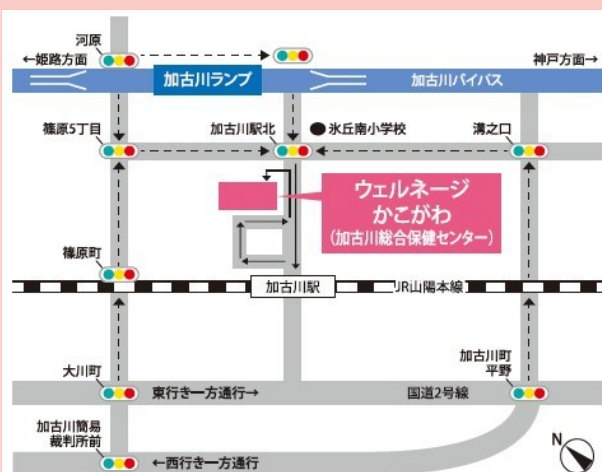 河原
←姫路方面
加古川ランプ
加古川バイパス
神戸方面→
篠原5丁目
加古川駅北
●氷丘南小学校
溝之口
ウェルネージ
かこがわ
(加古川総合保健センター)
篠原町
加古川駅
JR山陽本線
大川町
東行き一方通行→
国道2号線
加古川町
平野
加古川簡易
裁判所前
←西行き一方通行
N